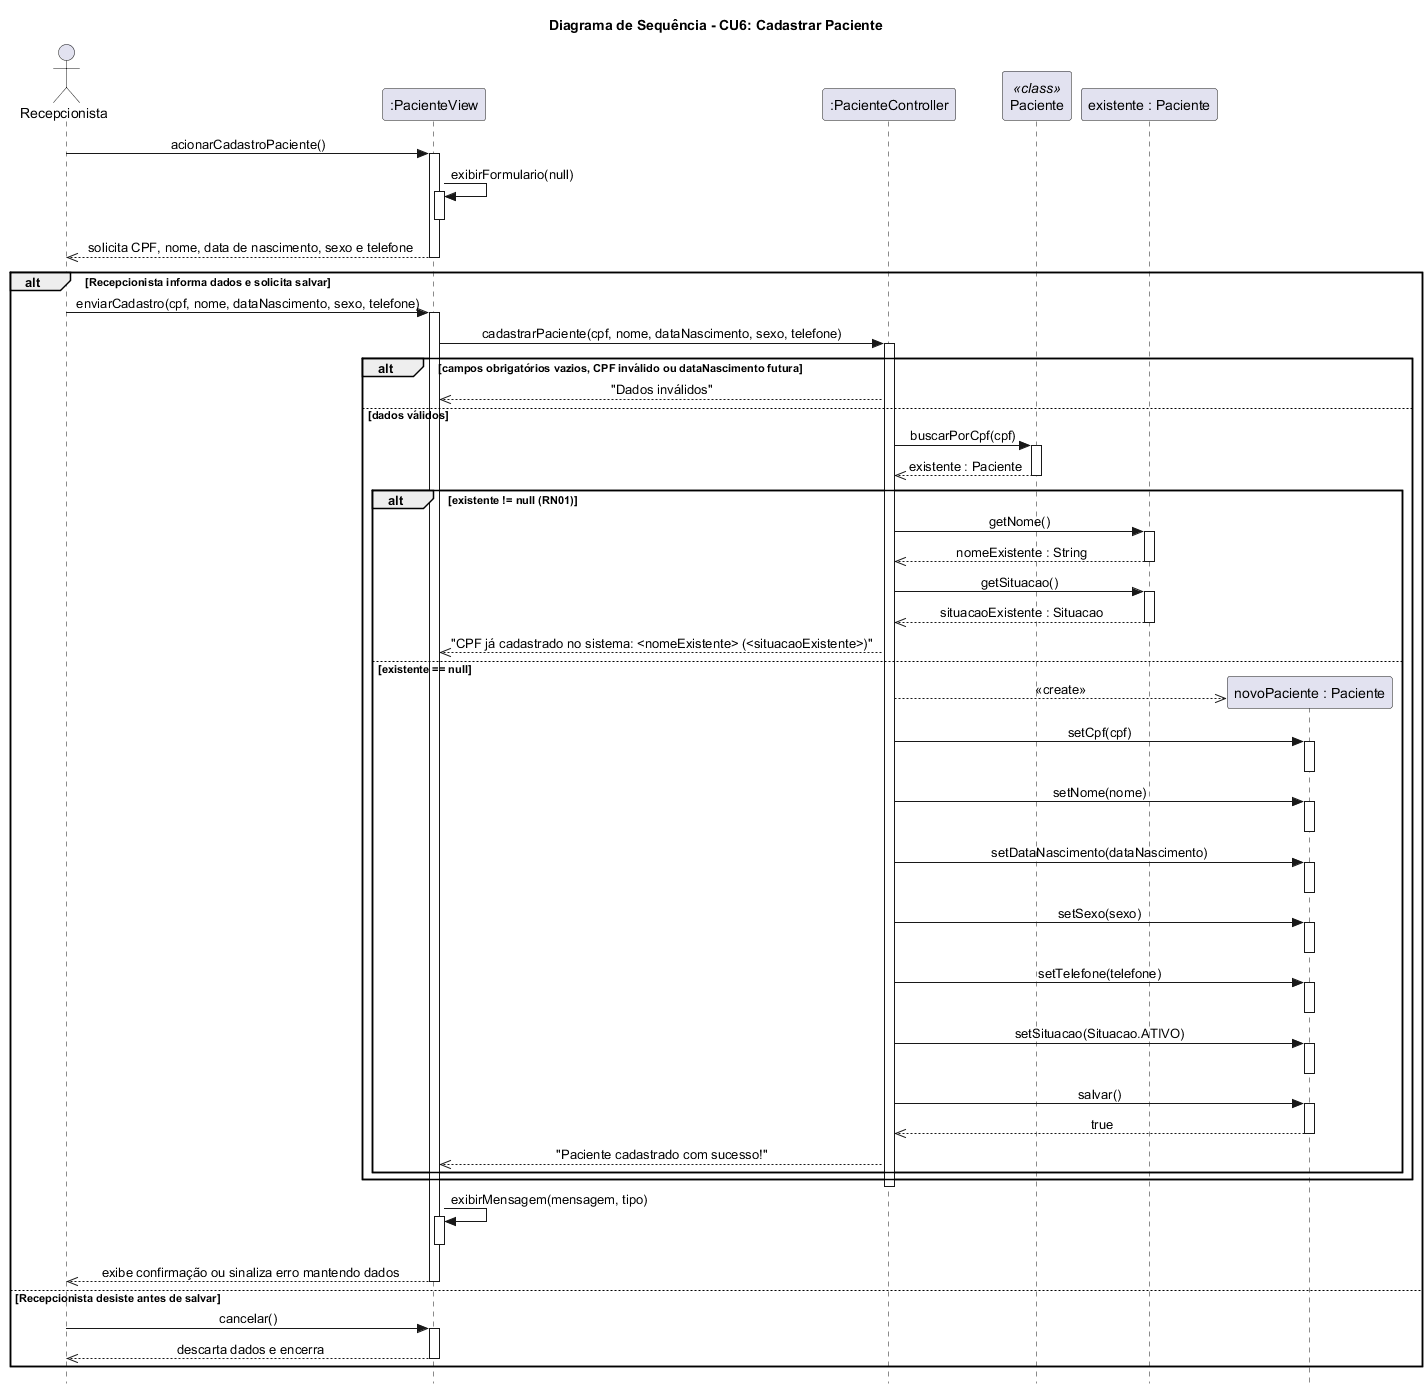 Diagrama de Sequência - CU6: Cadastrar Paciente
Recepcionista
:PacienteView
:PacienteController
«class»
Paciente
existente : Paciente
acionarCadastroPaciente()
exibirFormulario(null)
solicita CPF, nome, data de nascimento, sexo e telefone
alt
[Recepcionista informa dados e solicita salvar]
enviarCadastro(cpf, nome, dataNascimento, sexo, telefone)
cadastrarPaciente(cpf, nome, dataNascimento, sexo, telefone)
alt
[campos obrigatórios vazios, CPF inválido ou dataNascimento futura]
"Dados inválidos"
[dados válidos]
buscarPorCpf(cpf)
existente : Paciente
alt
[existente != null (RN01)]
getNome()
nomeExistente : String
getSituacao()
situacaoExistente : Situacao
"CPF já cadastrado no sistema: <nomeExistente> (<situacaoExistente>)"
[existente == null]
«create»
novoPaciente : Paciente
setCpf(cpf)
setNome(nome)
setDataNascimento(dataNascimento)
setSexo(sexo)
setTelefone(telefone)
setSituacao(Situacao.ATIVO)
salvar()
true
"Paciente cadastrado com sucesso!"
exibirMensagem(mensagem, tipo)
exibe confirmação ou sinaliza erro mantendo dados
[Recepcionista desiste antes de salvar]
cancelar()
descarta dados e encerra